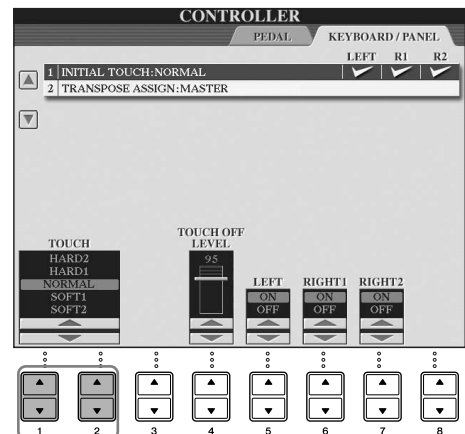 CONTROLLER
PEDAL KEYBOARD / PANEL
LEFT R1 R2
1 INITIAL TOUCH:NORMAL
2 TRANSPOSE ASSIGN:MASTER
TOUCH
HARD2
HARD1
NORMAL
SOFT1
SOFT2
TOUCH OFF
LEVEL
95
LEFT
ON
OFF
RIGHT1
ON
OFF
RIGHT2
ON
OFF
1 2 3 4 5 6 7 8